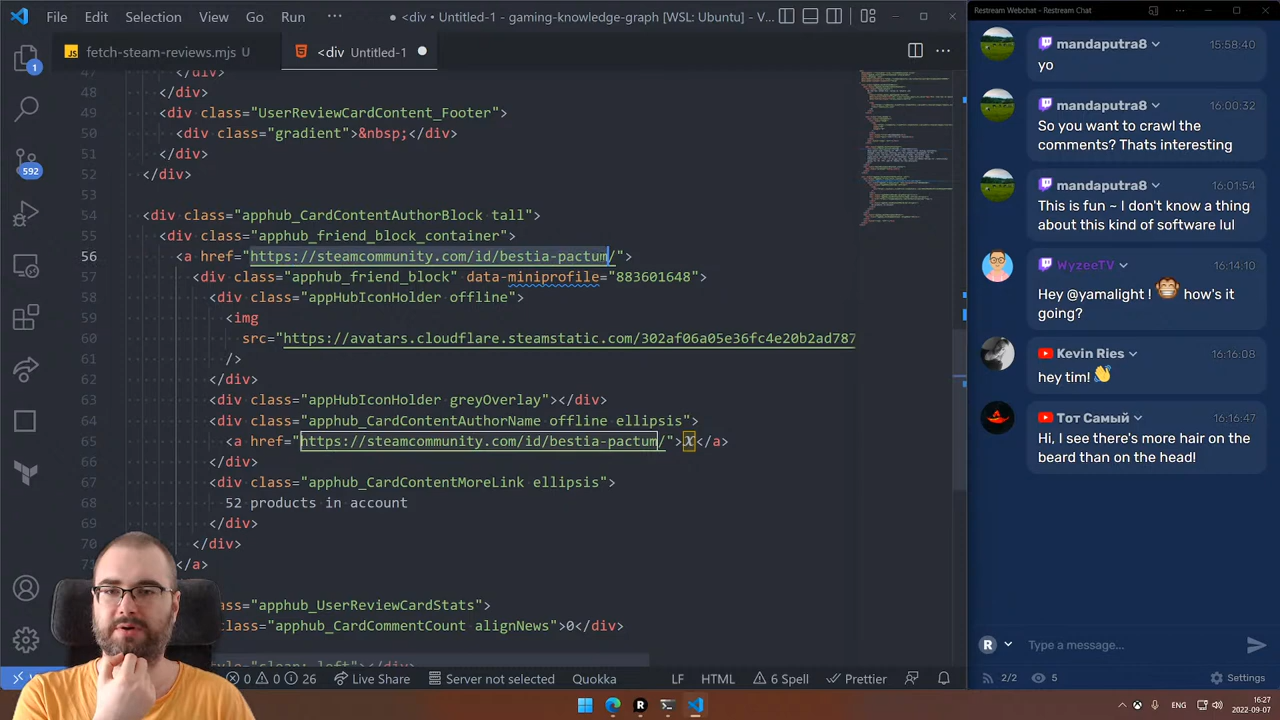 File Edit Selection View Go Run ··· ● <div Untitled-1 - gaming-knowledge-graph [WSL: Ubuntu] - V...
JS fetch-steam-reviews.mjs U <div Untitled-1 ●
</div>
48 </div>
"UserReviewCardContent_Footer"
50 <div class="gradient">&nbsp;</div>
51 </div>
52 </div>
54 <div class="apphub_CardContentAuthorBlock tall">
55 <div class="apphub_friend_block_container">
56 <a href="https://steamcommunity.com/id/bestia-pactum/">
57 <div class="apphub_friend_block" data-miniprofile="883601648">
58 <div class="appHubIconHolder offline">
59 <img
60 src="https://avatars.cloudflare.steamstatic.com/302af06a05e36fc4e20b2ad787
61 />
62 </div>
63 <div class="appHubIconHolder greyOverlay"></div>
64 <div class="apphub_CardContentAuthorName offline ellipsis">
65 <a href="https://steamcommunity.com/id/bestia-pactum/">X</a>
66 </div>
67 <div class="apphub_CardContentMoreLink ellipsis">
68 52 products in account
69 </div>
70 </div>
</a>
class="apphub_UserReviewCardStats">
class="apphub_CardCommentCount alignNews">0</div>
style="clear: left"></div>
1
592
0 0 26 Live Share Server not selected Quokka LF HTML 6 Spell Prettier
Restream Webchat - Restream Chat
mandaputra8 15:58:40
yo
mandaputra8 16:00:52
So you want to crawl the
comments? Thats interesting
mandaputra8 16:04:14
This is fun ~ I don't know a thing
about this kind of software lul
WyzeeTV 16:14:10
Hey @yamalight ! how's it
going?
Kevin Ries 16:16:08
hey tim!
Тот Самый 16:16:47
Hi, I see there's more hair on the
beard than on the head!
R Type a message...
2/2 5 Settings
ENG 16:27
2022-09-07